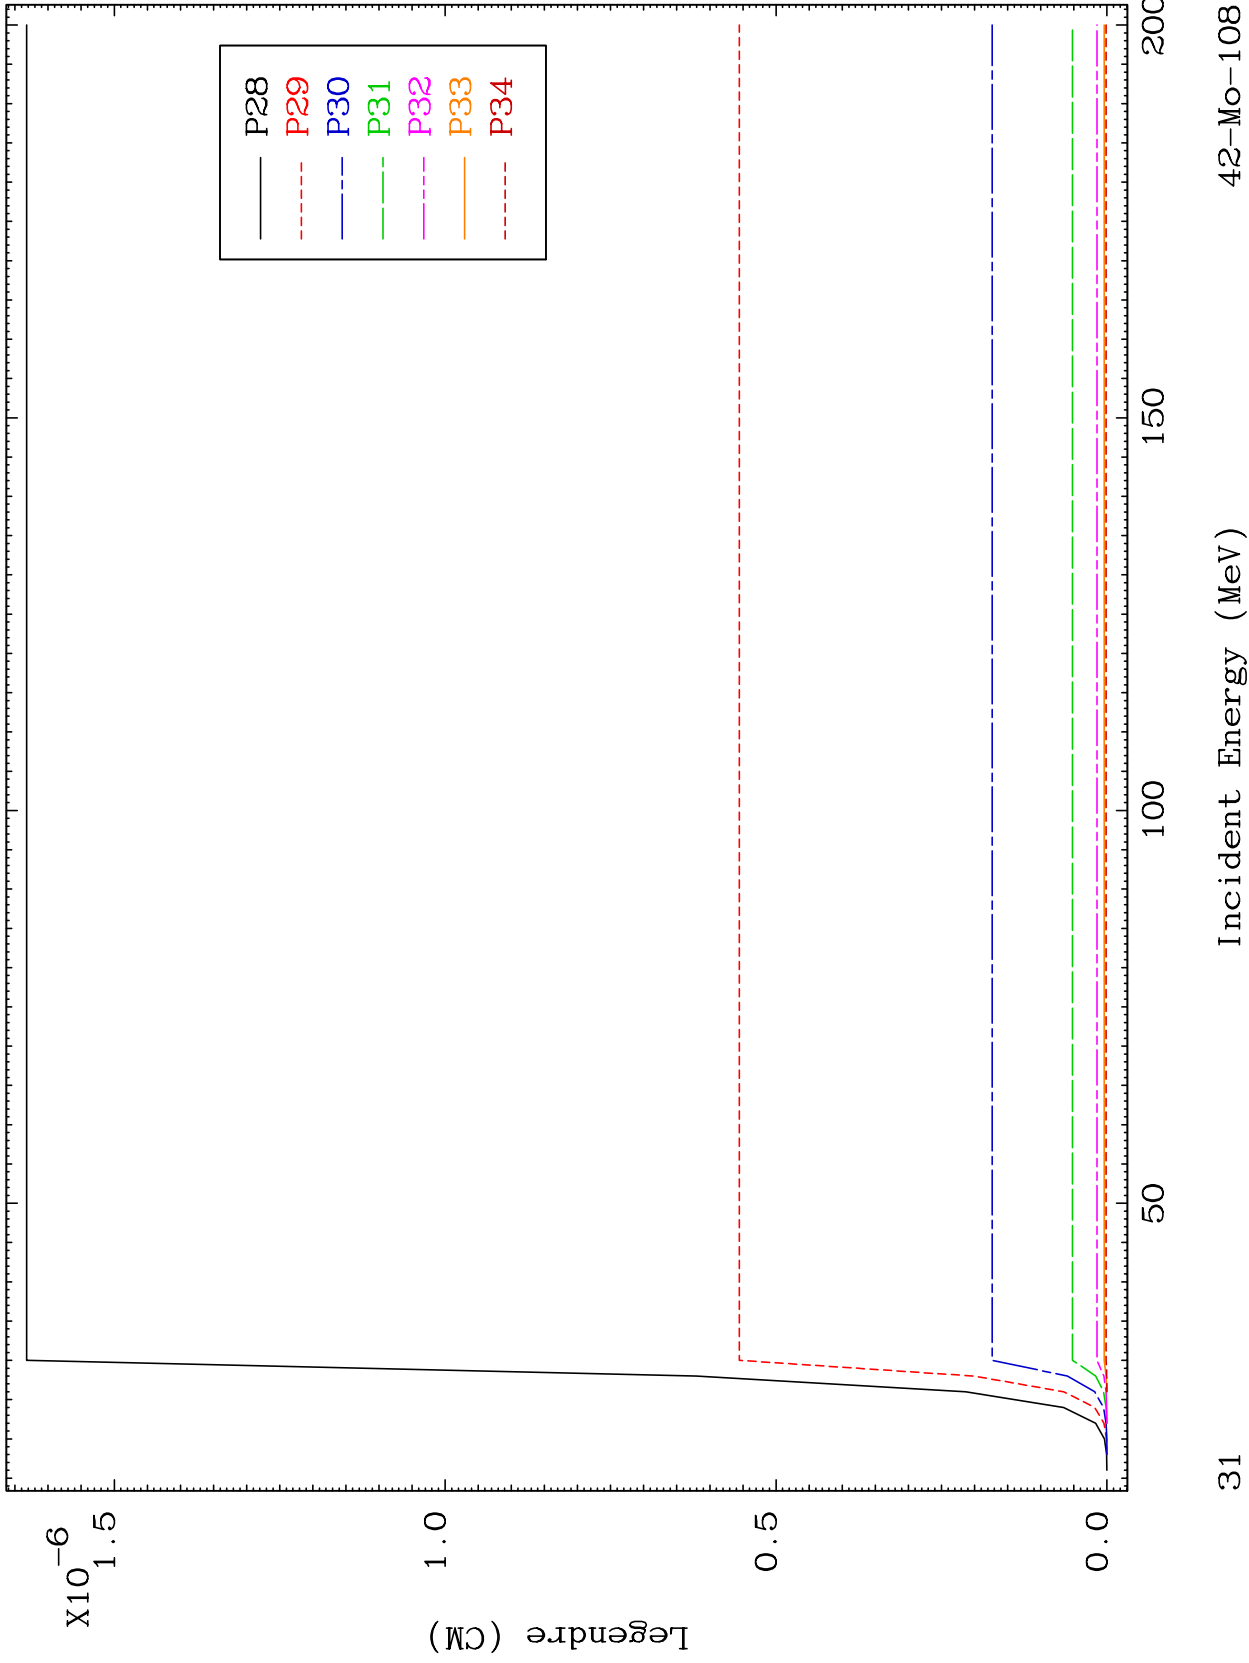 X10-6
1.5
1.0
0.5
0.0
Legendre (CM)
P28
P29
P30
P31
P32
P33
P34
50
100
150
200
Incident Energy (MeV)
31
42-Mo-108